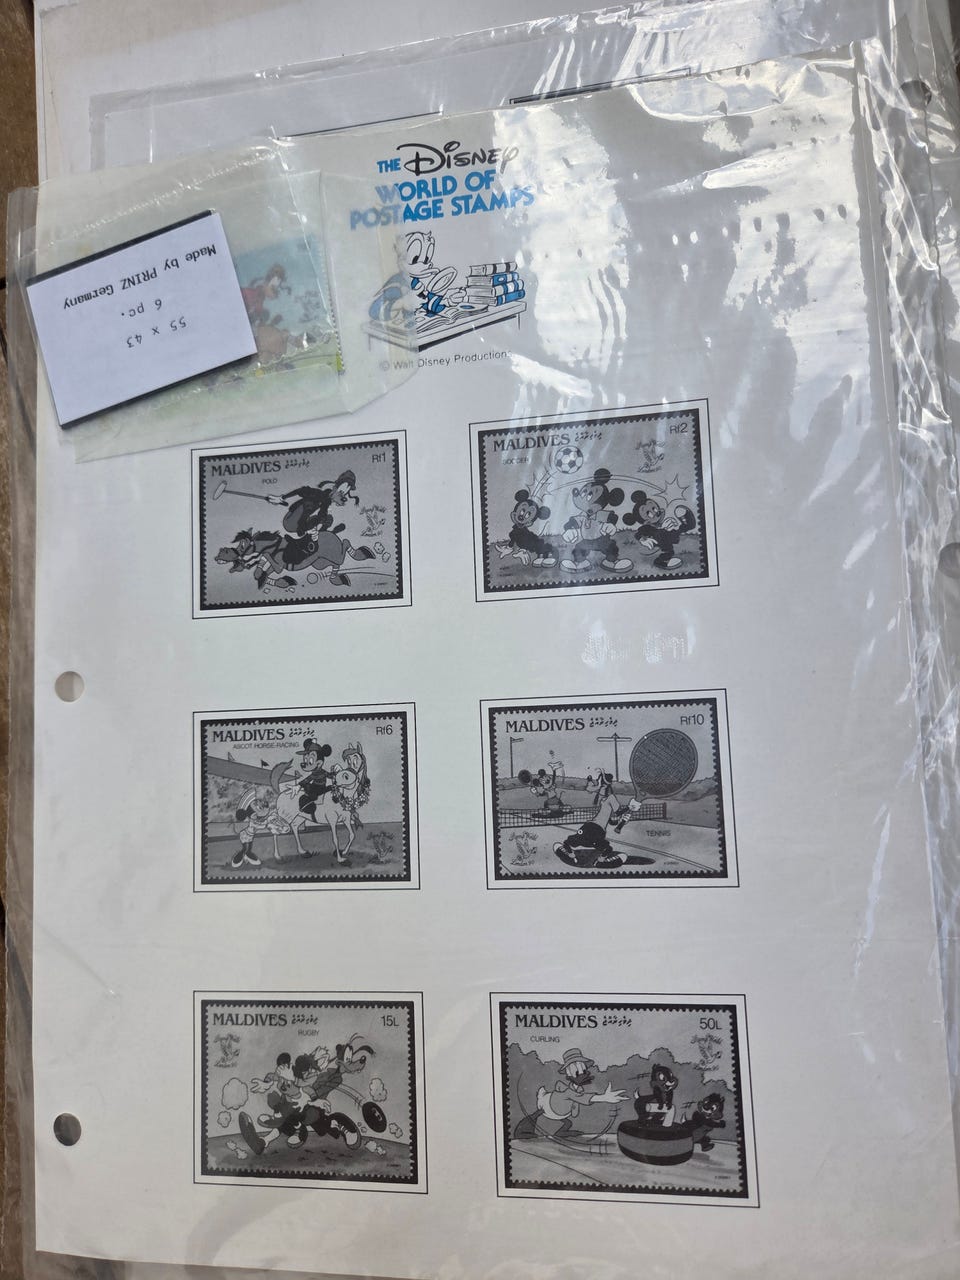 THE DISNEY
WORLD OF
POSTAGE STAMPS
© Walt Disney Productions
Made by PRINZ Germany
6 pc.
55 x 43
MALDIVES Rf1
POLO
MALDIVES Rf2
SOCCER
MALDIVES Rf6
ASCOT HORSE-RACING
MALDIVES Rf10
TENNIS
MALDIVES 15L
RUGBY
MALDIVES 50L
CURLING